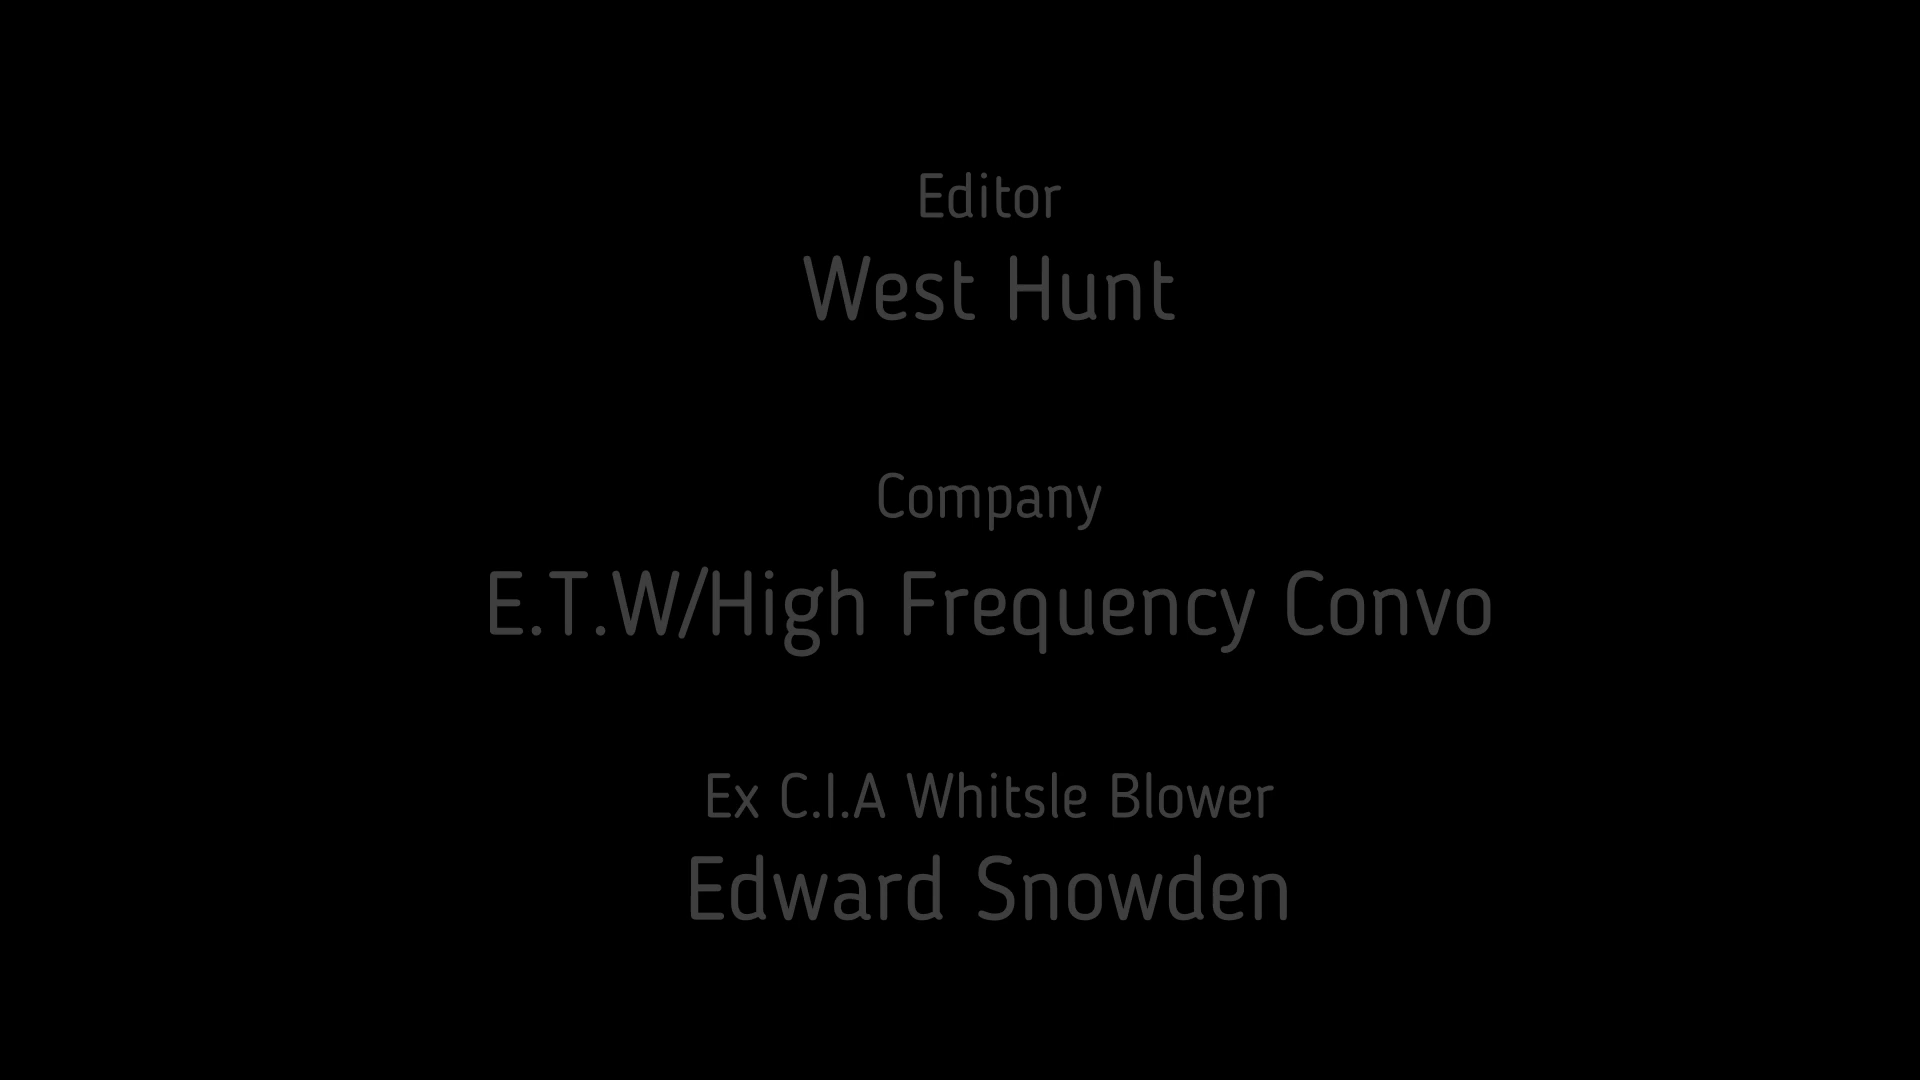 Editor
West Hunt
Company
E.T.W/High Frequency Convo
Ex C.I.A Whitsle Blower
Edward Snowden